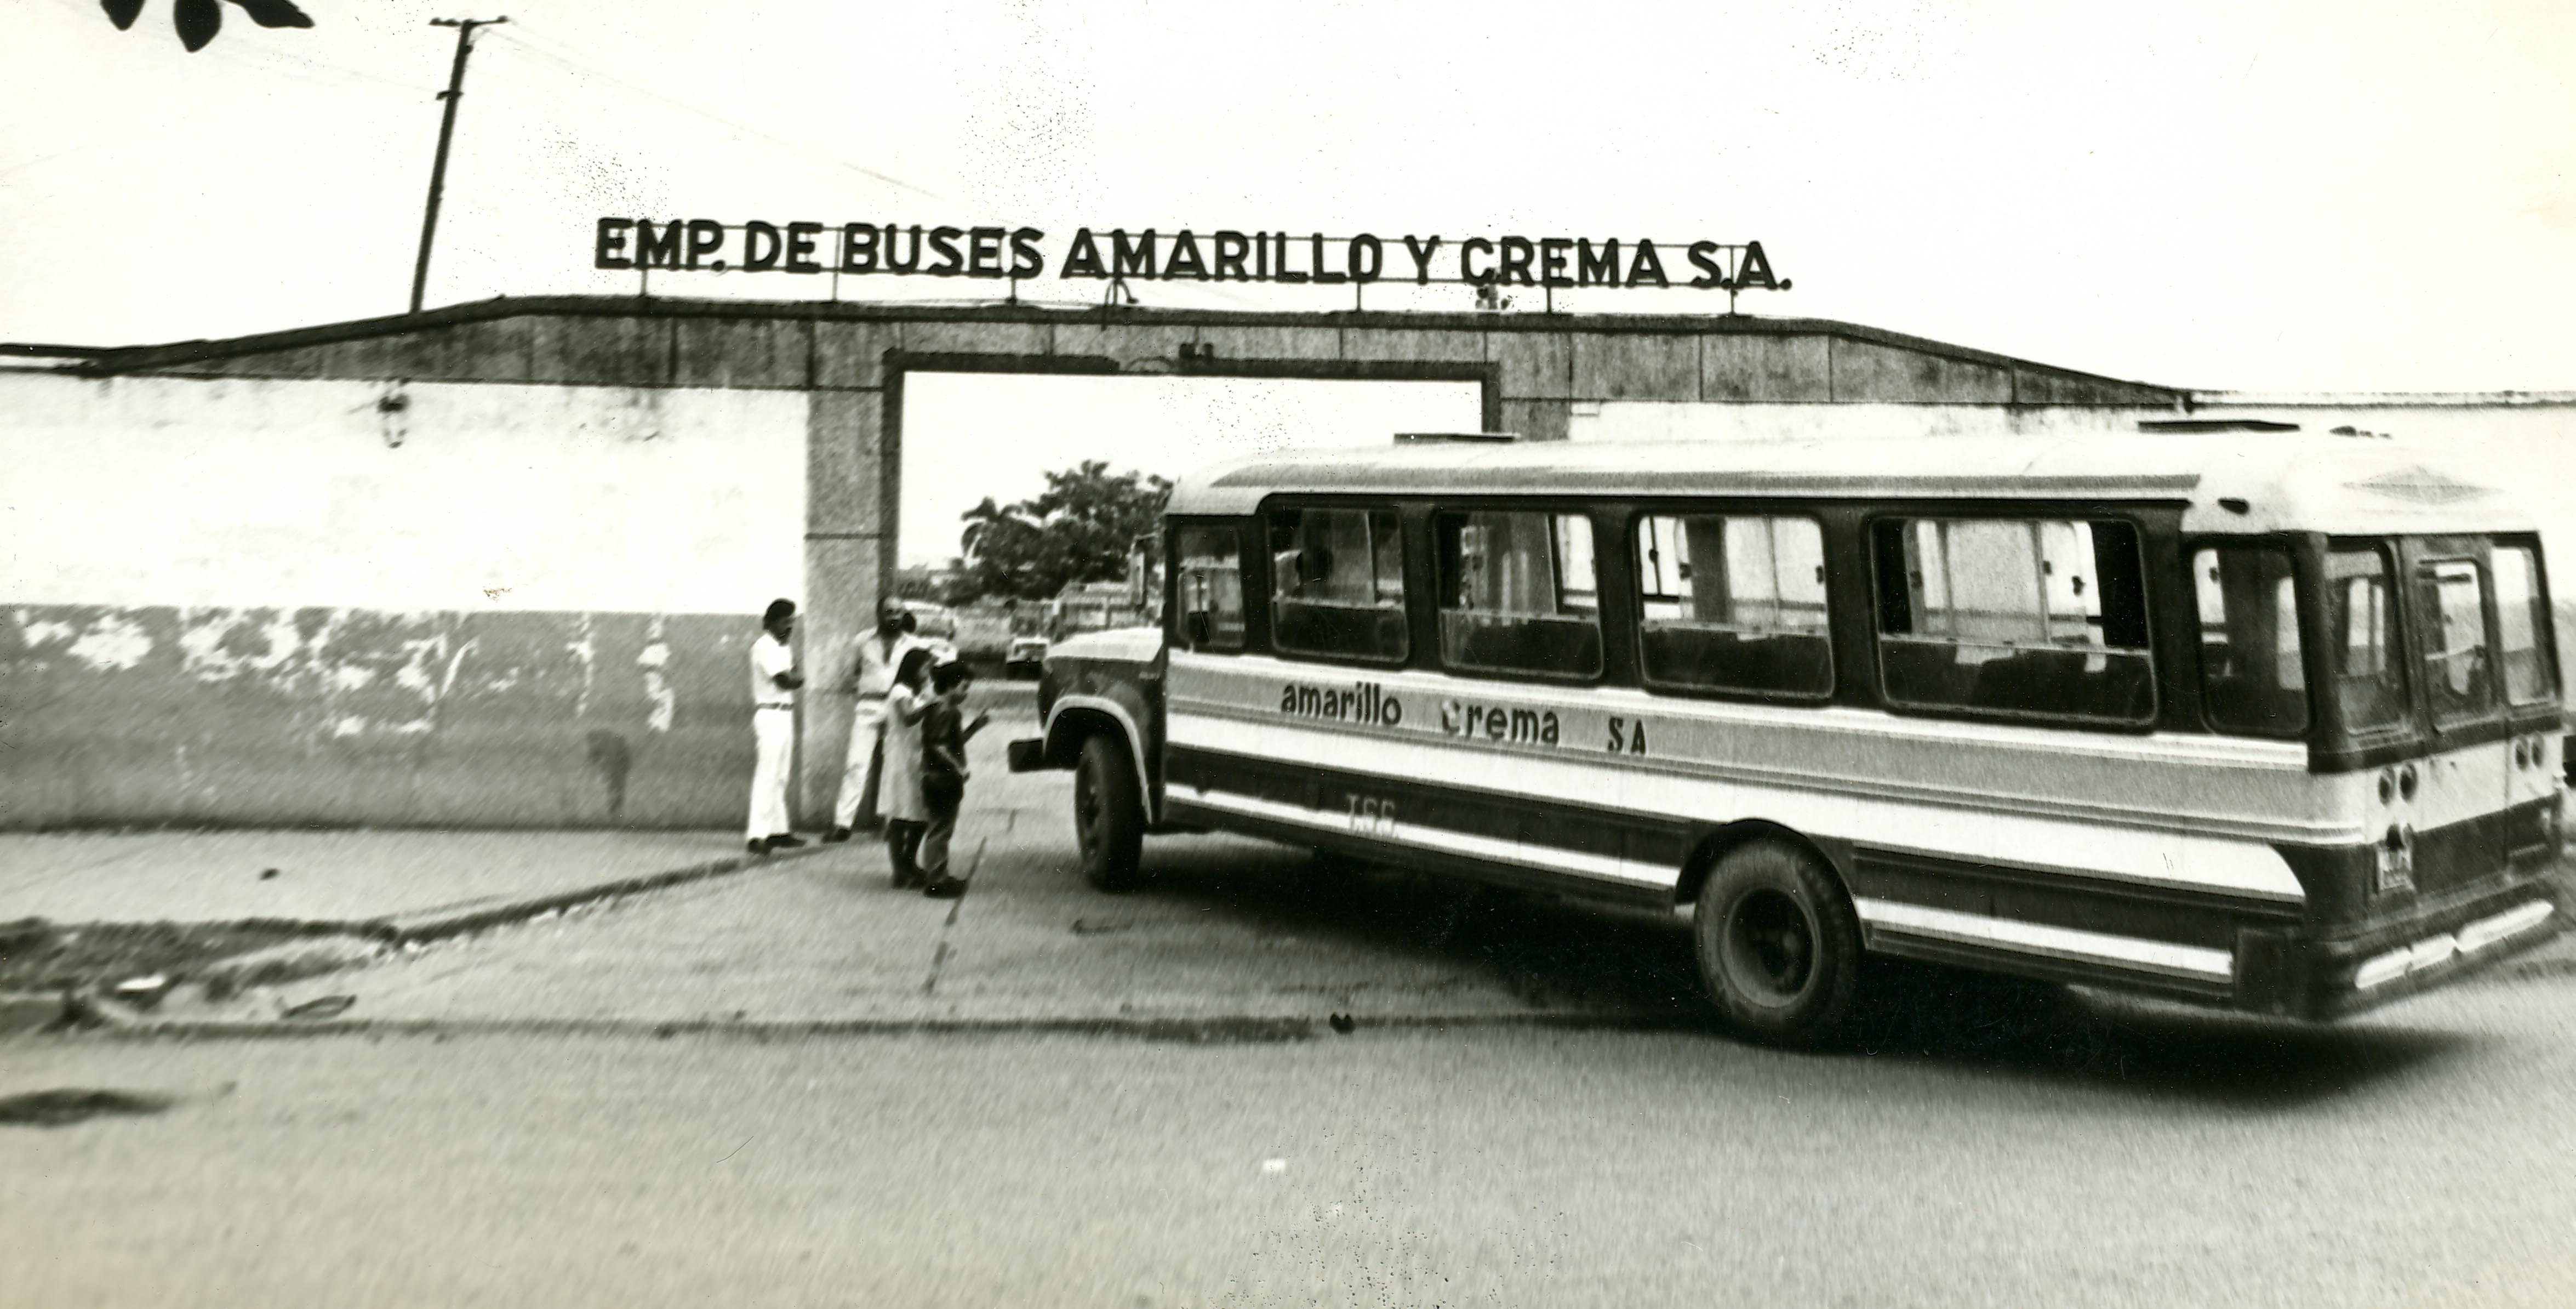 EMP. DE BUSES AMARILLO Y CREMA S.A.
amarillo crema SA